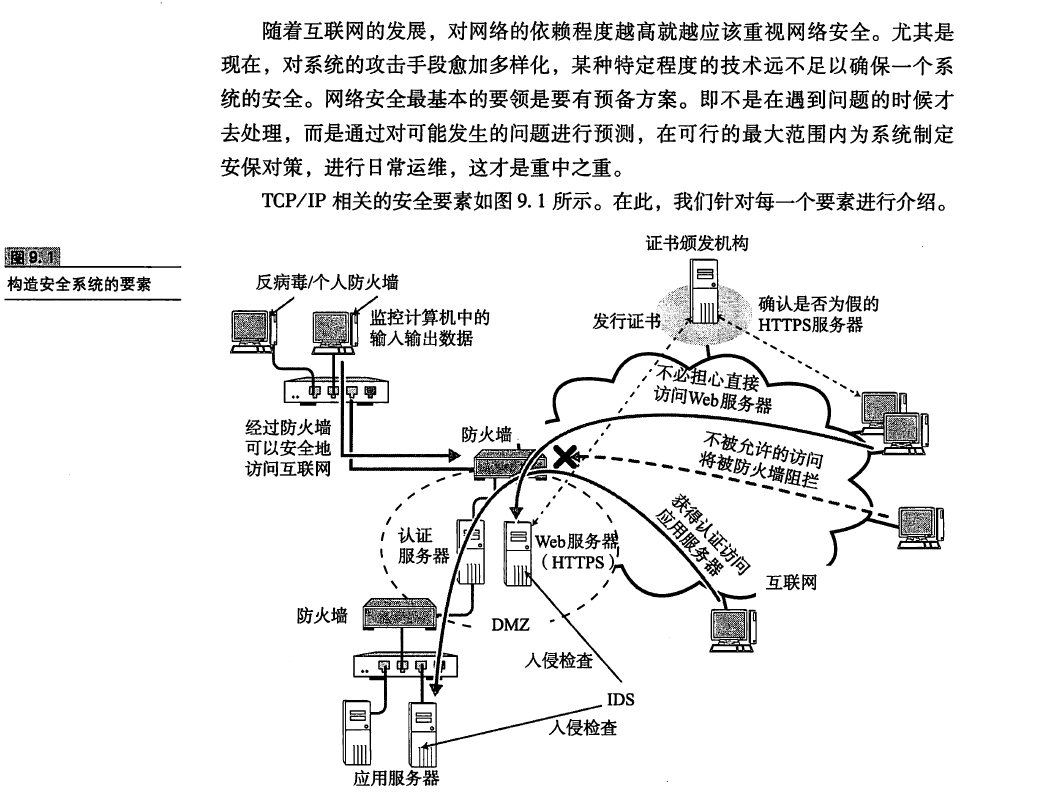 随着互联网的发展，对网络的依赖程度越高就越应该重视网络安全。尤其是
现在，对系统的攻击手段愈加多样化，某种特定程度的技术远不足以确保一个系
统的安全。网络安全最基本的要领是要有预备方案。即不是在遇到问题的时候才
去处理，而是通过对可能发生的问题进行预测，在可行的最大范围内为系统制定
安保对策，进行日常运维，这才是重中之重。
TCP/IP 相关的安全要素如图 9.1 所示。在此，我们针对每一个要素进行介绍。
图9.1
构造安全系统的要素
证书颁发机构
反病毒/个人防火墙
监控计算机中的
输入输出数据
发行证书
确认是否为假的
HTTPS服务器
不必担心直接
访问Web服务器
经过防火墙
可以安全地
访问互联网
防火墙
不被允许的访问
将被防火墙阻拦
获得认证访问
应用服务器
认证
服务器
Web服务器
（HTTPS）
互联网
防火墙
DMZ
入侵检查
IDS
入侵检查
应用服务器